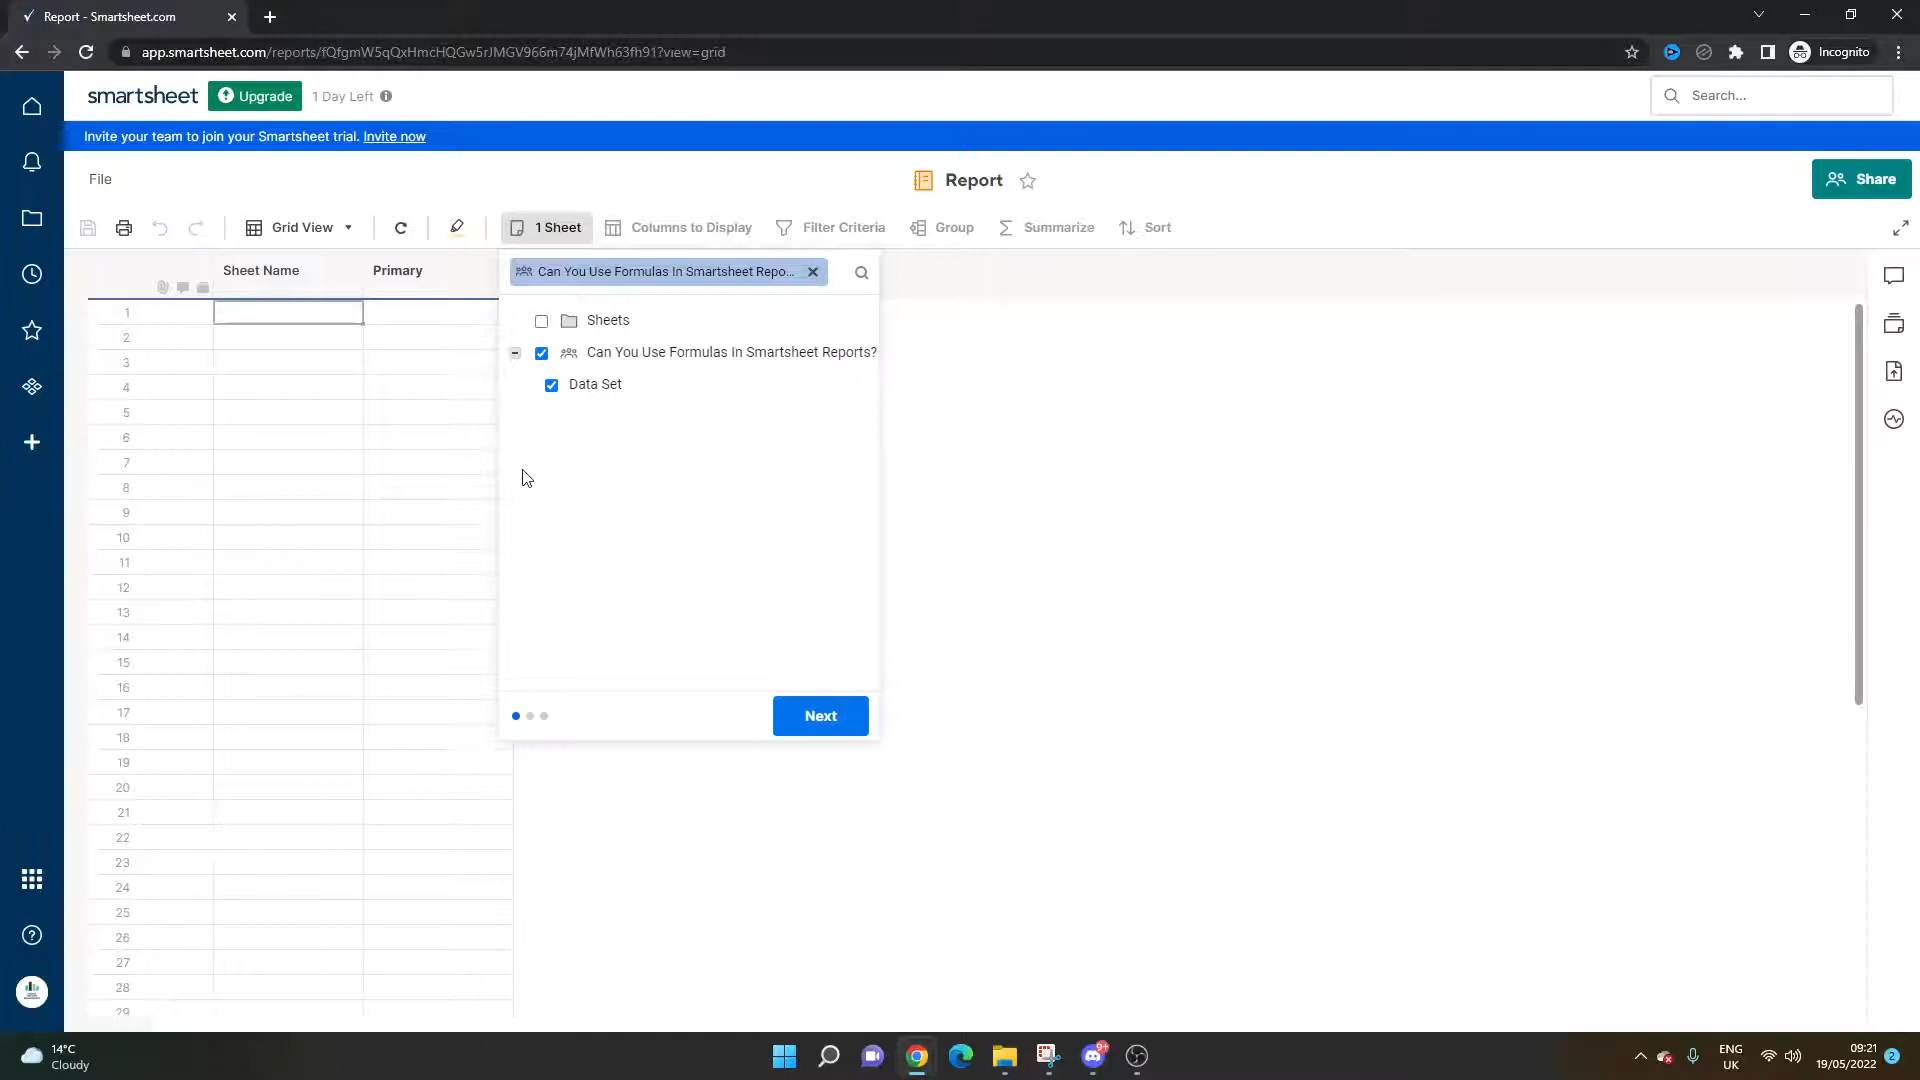 Report - Smartsheet.com
app.smartsheet.com/reports/fQfgmW5qQxHmcHQGw5rJMGV966m74jMfWh63fh91?view=grid
Incognito
smartsheet
Upgrade
1 Day Left
Search...
Invite your team to join your Smartsheet trial. Invite now
File
Report
Share
Grid View
1 Sheet
Columns to Display
Filter Criteria
Group
Summarize
Sort
Sheet Name
Primary
Can You Use Formulas In Smartsheet Repo...
Sheets
Can You Use Formulas In Smartsheet Reports?
Data Set
Next
1
2
3
4
5
6
7
8
9
10
11
12
13
14
15
16
17
18
19
20
21
22
23
24
25
26
27
28
29
14°C
Cloudy
9+
ENG
UK
09:21
19/05/2022
2